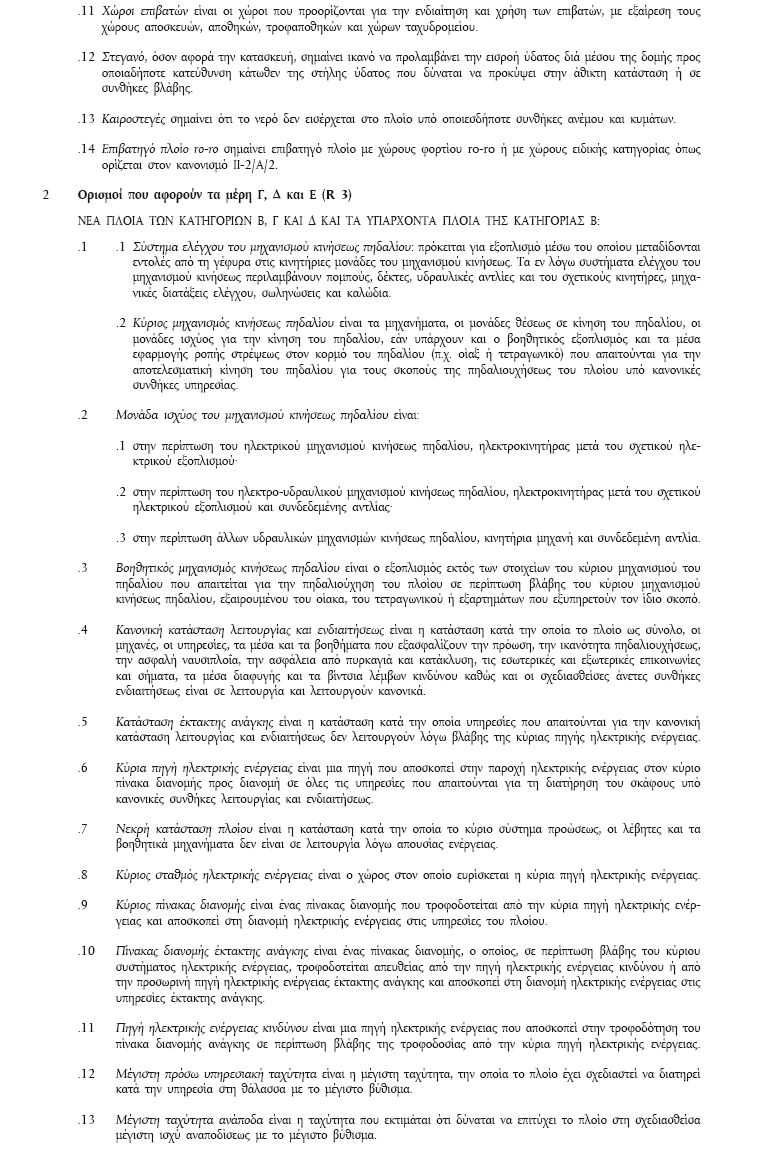 .11 Χώροι επιβατών είναι οι χώροι που προορίζονται για την ενδιαίτηση και χρήση των επιβατών, με εξαίρεση τους
χώρους αποσκευών, αποθηκών, τροφαποθηκών και χώρων ταχυδρομείου.
.12 Στεγανό, όσον αφορά την κατασκευή, σημαίνει ικανό να προλαμβάνει την εισροή ύδατος διά μέσου της δομής προς
οποιαδήποτε κατεύθυνση κάτωθεν της στήλης ύδατος που δύναται να προκύψει στην άθικτη κατάσταση ή σε
συνθήκες βλάβης.
.13 Καιροστεγές σημαίνει ότι το νερό δεν εισέρχεται στο πλοίο υπό οποιεσδήποτε συνθήκες ανέμου και κυμάτων.
.14 Επιβατηγό πλοίο ro-ro σημαίνει επιβατηγό πλοίο με χώρους φορτίου ro-ro ή με χώρους ειδικής κατηγορίας όπως
ορίζεται στον κανονισμό II-2/A/2.
2 Ορισμοί που αφορούν τα μέρη Γ, Δ και Ε (R 3)
ΝΕΑ ΠΛΟΙΑ ΤΩΝ ΚΑΤΗΓΟΡΙΩΝ Β, Γ ΚΑΙ Δ ΚΑΙ ΤΑ ΥΠΑΡΧΟΝΤΑ ΠΛΟΙΑ ΤΗΣ ΚΑΤΗΓΟΡΙΑΣ Β:
.1 .1 Σύστημα ελέγχου του μηχανισμού κινήσεως πηδαλίου: πρόκειται για εξοπλισμό μέσω του οποίου μεταδίδονται
εντολές από τη γέφυρα στις κινητήριες μονάδες του μηχανισμού κινήσεως. Τα εν λόγω συστήματα ελέγχου του
μηχανισμού κινήσεως περιλαμβάνουν πομπούς, δέκτες, υδραυλικές αντλίες και του σχετικούς κινητήρες, μηχα-
νικές διατάξεις ελέγχου, σωληνώσεις και καλώδια.
.2 Κύριος μηχανισμός κινήσεως πηδαλίου είναι τα μηχανήματα, οι μονάδες θέσεως σε κίνηση του πηδαλίου, οι
μονάδες ισχύος για την κίνηση του πηδαλίου, εάν υπάρχουν και ο βοηθητικός εξοπλισμός και τα μέσα
εφαρμογής ροπής στρέψεως στον κορμό του πηδαλίου (π.χ. οίαξ ή τετραγωνικό) που απαιτούνται για την
αποτελεσματική κίνηση του πηδαλίου για τους σκοπούς της πηδαλιουχήσεως του πλοίου υπό κανονικές
συνθήκες υπηρεσίας.
.2 Μονάδα ισχύος του μηχανισμού κινήσεως πηδαλίου είναι:
.1 στην περίπτωση του ηλεκτρικού μηχανισμού κινήσεως πηδαλίου, ηλεκτροκινητήρας μετά του σχετικού ηλε-
κτρικού εξοπλισμού·
.2 στην περίπτωση του ηλεκτρο-υδραυλικού μηχανισμού κινήσεως πηδαλίου, ηλεκτροκινητήρας μετά του σχετικού
ηλεκτρικού εξοπλισμού και συνδεδεμένης αντλίας·
.3 στην περίπτωση άλλων υδραυλικών μηχανισμών κινήσεως πηδαλίου, κινητήρια μηχανή και συνδεδεμένη αντλία.
.3 Βοηθητικός μηχανισμός κινήσεως πηδαλίου είναι ο εξοπλισμός εκτός των στοιχείων του κύριου μηχανισμού του
πηδαλίου που απαιτείται για την πηδαλιούχηση του πλοίου σε περίπτωση βλάβης του κύριου μηχανισμού
κινήσεως πηδαλίου, εξαιρουμένου του οίακα, του τετραγωνικού ή εξαρτημάτων που εξυπηρετούν τον ίδιο σκοπό.
.4 Κανονική κατάσταση λειτουργίας και ενδιαιτήσεως είναι η κατάσταση κατά την οποία το πλοίο ως σύνολο, οι
μηχανές, οι υπηρεσίες, τα μέσα και τα βοηθήματα που εξασφαλίζουν την πρόωση, την ικανότητα πηδαλιουχήσεως,
την ασφαλή ναυσιπλοΐα, την ασφάλεια από πυρκαγιά και κατάκλυση, τις εσωτερικές και εξωτερικές επικοινωνίες
και σήματα, τα μέσα διαφυγής και τα βίντσια λέμβων κινδύνου καθώς και οι σχεδιασθείσες άνετες συνθήκες
ενδιαιτήσεως είναι σε λειτουργία και λειτουργούν κανονικά.
.5 Κατάσταση έκτακτης ανάγκης είναι η κατάσταση κατά την οποία υπηρεσίες που απαιτούνται για την κανονική
κατάσταση λειτουργίας και ενδιαιτήσεως δεν λειτουργούν λόγω βλάβης της κύριας πηγής ηλεκτρικής ενέργειας.
.6 Κύρια πηγή ηλεκτρικής ενέργειας είναι μια πηγή που αποσκοπεί στην παροχή ηλεκτρικής ενέργειας στον κύριο
πίνακα διανομής προς διανομή σε όλες τις υπηρεσίες που απαιτούνται για τη διατήρηση του σκάφους υπό
κανονικές συνθήκες λειτουργίας και ενδιαιτήσεως.
.7 Νεκρή κατάσταση πλοίου είναι η κατάσταση κατά την οποία το κύριο σύστημα προώσεως, οι λέβητες και τα
βοηθητικά μηχανήματα δεν είναι σε λειτουργία λόγω απουσίας ενέργειας.
.8 Κύριος σταθμός ηλεκτρικής ενέργειας είναι ο χώρος στον οποίο ευρίσκεται η κύρια πηγή ηλεκτρικής ενέργειας.
.9 Κύριος πίνακας διανομής είναι ένας πίνακας διανομής που τροφοδοτείται από την κύρια πηγή ηλεκτρικής ενέρ-
γειας και αποσκοπεί στη διανομή ηλεκτρικής ενέργειας στις υπηρεσίες του πλοίου.
.10 Πίνακας διανομής έκτακτης ανάγκης είναι ένας πίνακας διανομής, ο οποίος, σε περίπτωση βλάβης του κύριου
συστήματος ηλεκτρικής ενέργειας, τροφοδοτείται απευθείας από την πηγή ηλεκτρικής ενέργειας κινδύνου ή από
την προσωρινή πηγή ηλεκτρικής ενέργειας έκτακτης ανάγκης και αποσκοπεί στη διανομή ηλεκτρικής ενέργειας στις
υπηρεσίες έκτακτης ανάγκης.
.11 Πηγή ηλεκτρικής ενέργειας κινδύνου είναι μια πηγή ηλεκτρικής ενέργειας που αποσκοπεί στην τροφοδότηση του
πίνακα διανομής ανάγκης σε περίπτωση βλάβης της τροφοδοσίας από την κύρια πηγή ηλεκτρικής ενέργειας.
.12 Μέγιστη πρόσω υπηρεσιακή ταχύτητα είναι η μέγιστη ταχύτητα, την οποία το πλοίο έχει σχεδιαστεί να διατηρεί
κατά την υπηρεσία στη θάλασσα με το μέγιστο βύθισμα.
.13 Μέγιστη ταχύτητα ανάποδα είναι η ταχύτητα που εκτιμάται ότι δύναται να επιτύχει το πλοίο στη σχεδιασθείσα
μέγιστη ισχύ αναποδίσεως με το μέγιστο βύθισμα.